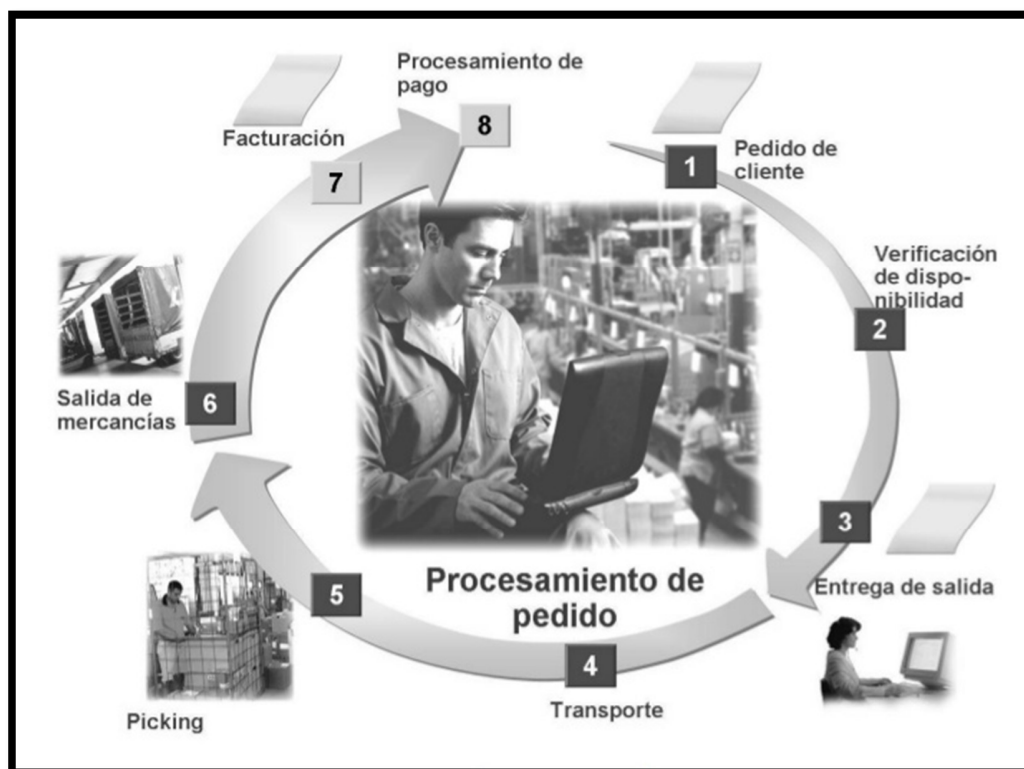 Procesamiento de
pago
8
Facturación
7
1
Pedido de
cliente
Verificación
de dispo-
nibilidad
2
3
Entrega de salida
Procesamiento de
pedido
4
Transporte
5
Picking
6
Salida de
mercancías